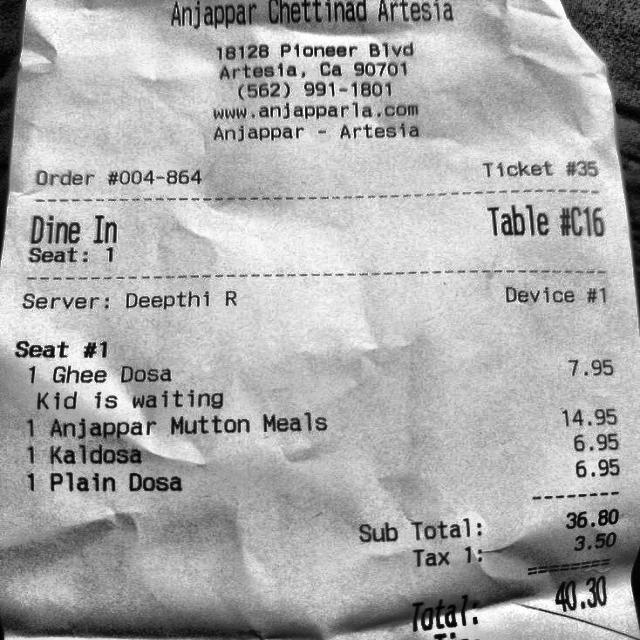 Anjappar Chettinad Artesia
18128 Pioneer Blvd
Artesia, Ca 90701
(562) 991-1801
www.anjapparla.com
Anjappar - Artesia
Order #004-864 Ticket #35
Dine In Table #C16
Seat: 1
Server: Deepthi R Device #1
Seat #1
1 Ghee Dosa 7.95
Kid is waiting
1 Anjappar Mutton Meals 14.95
1 Kaldosa 6.95
1 Plain Dosa 6.95
Sub Total: 36.80
Tax 1: 3.50
Total: 40.30